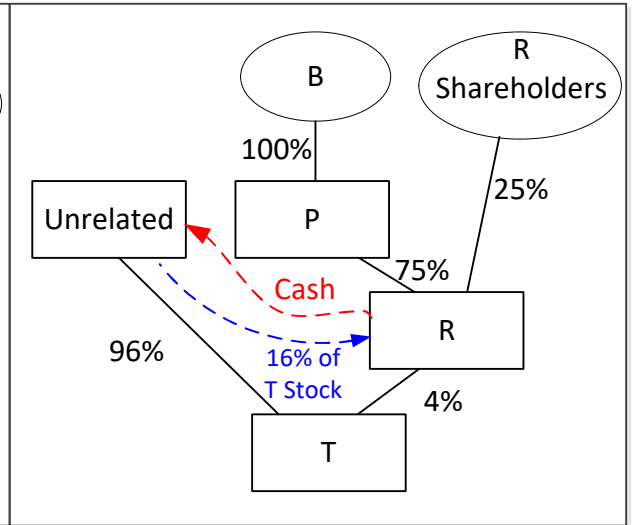 B
R
Shareholders
100%
25%
Unrelated
P
75%
Cash
R
96%
16% of
T Stock
4%
T